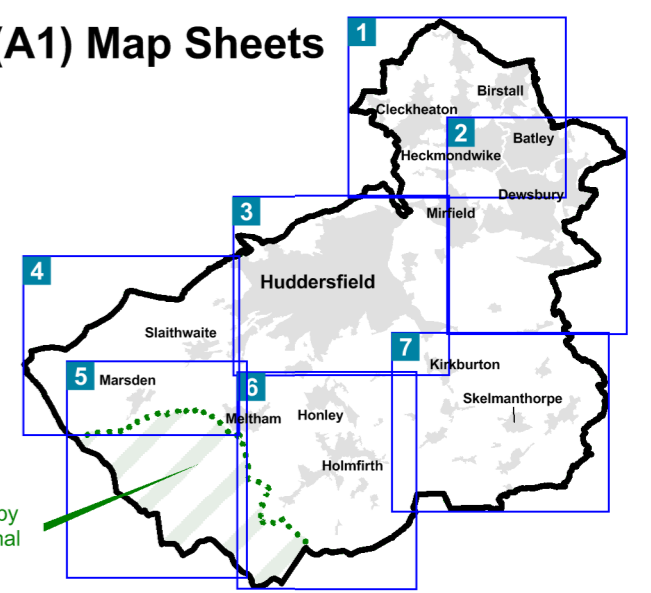 (A1) Map Sheets
1
Birstall
Cleckheaton
2
Batley
Heckmondwike
Dewsbury
3
Mirfield
4
Huddersfield
Slaithwaite
7
5
Marsden
Kirkburton
6
Skelmanthorpe
Meltham
Honley
Holmfirth
by
nal